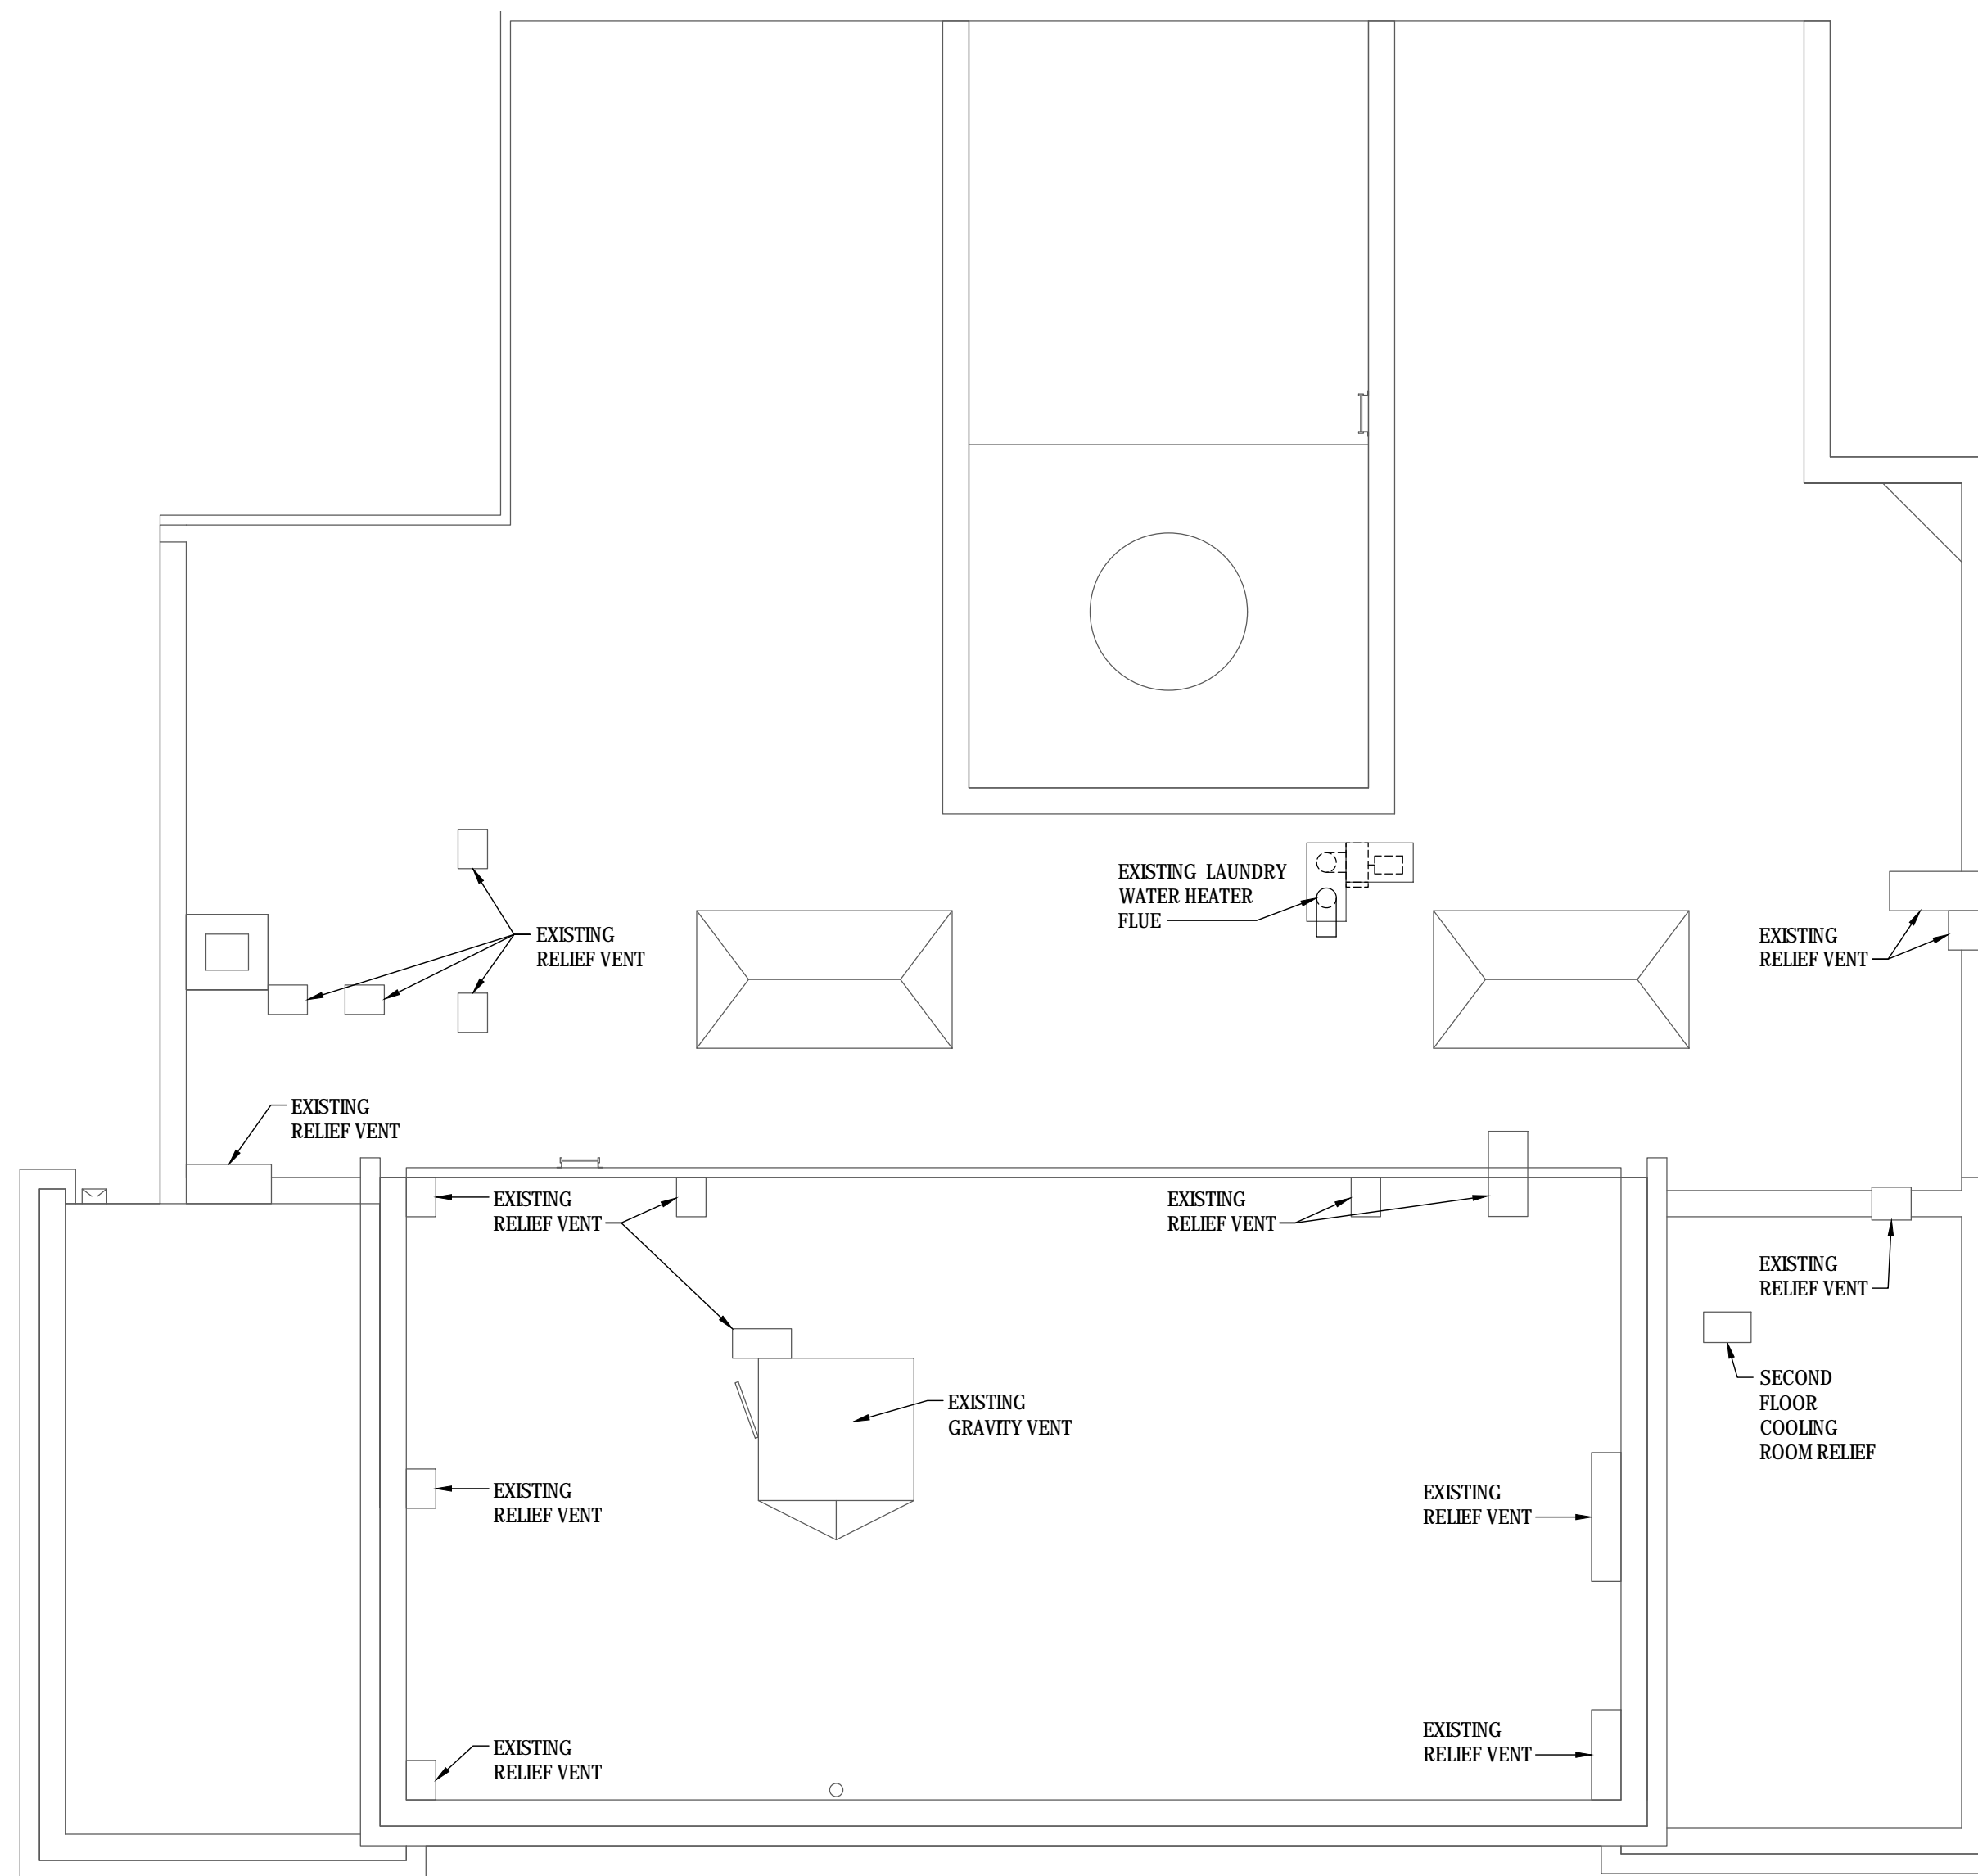 EXISTING LAUNDRY
WATER HEATER
FLUE
EXISTING
RELIEF VENT
EXISTING
RELIEF VENT
EXISTING
RELIEF VENT
EXISTING
RELIEF VENT
EXISTING
RELIEF VENT
EXISTING
RELIEF VENT
SECOND
FLOOR
COOLING
ROOM RELIEF
EXISTING
GRAVITY VENT
EXISTING
RELIEF VENT
EXISTING
RELIEF VENT
EXISTING
RELIEF VENT
EXISTING
RELIEF VENT